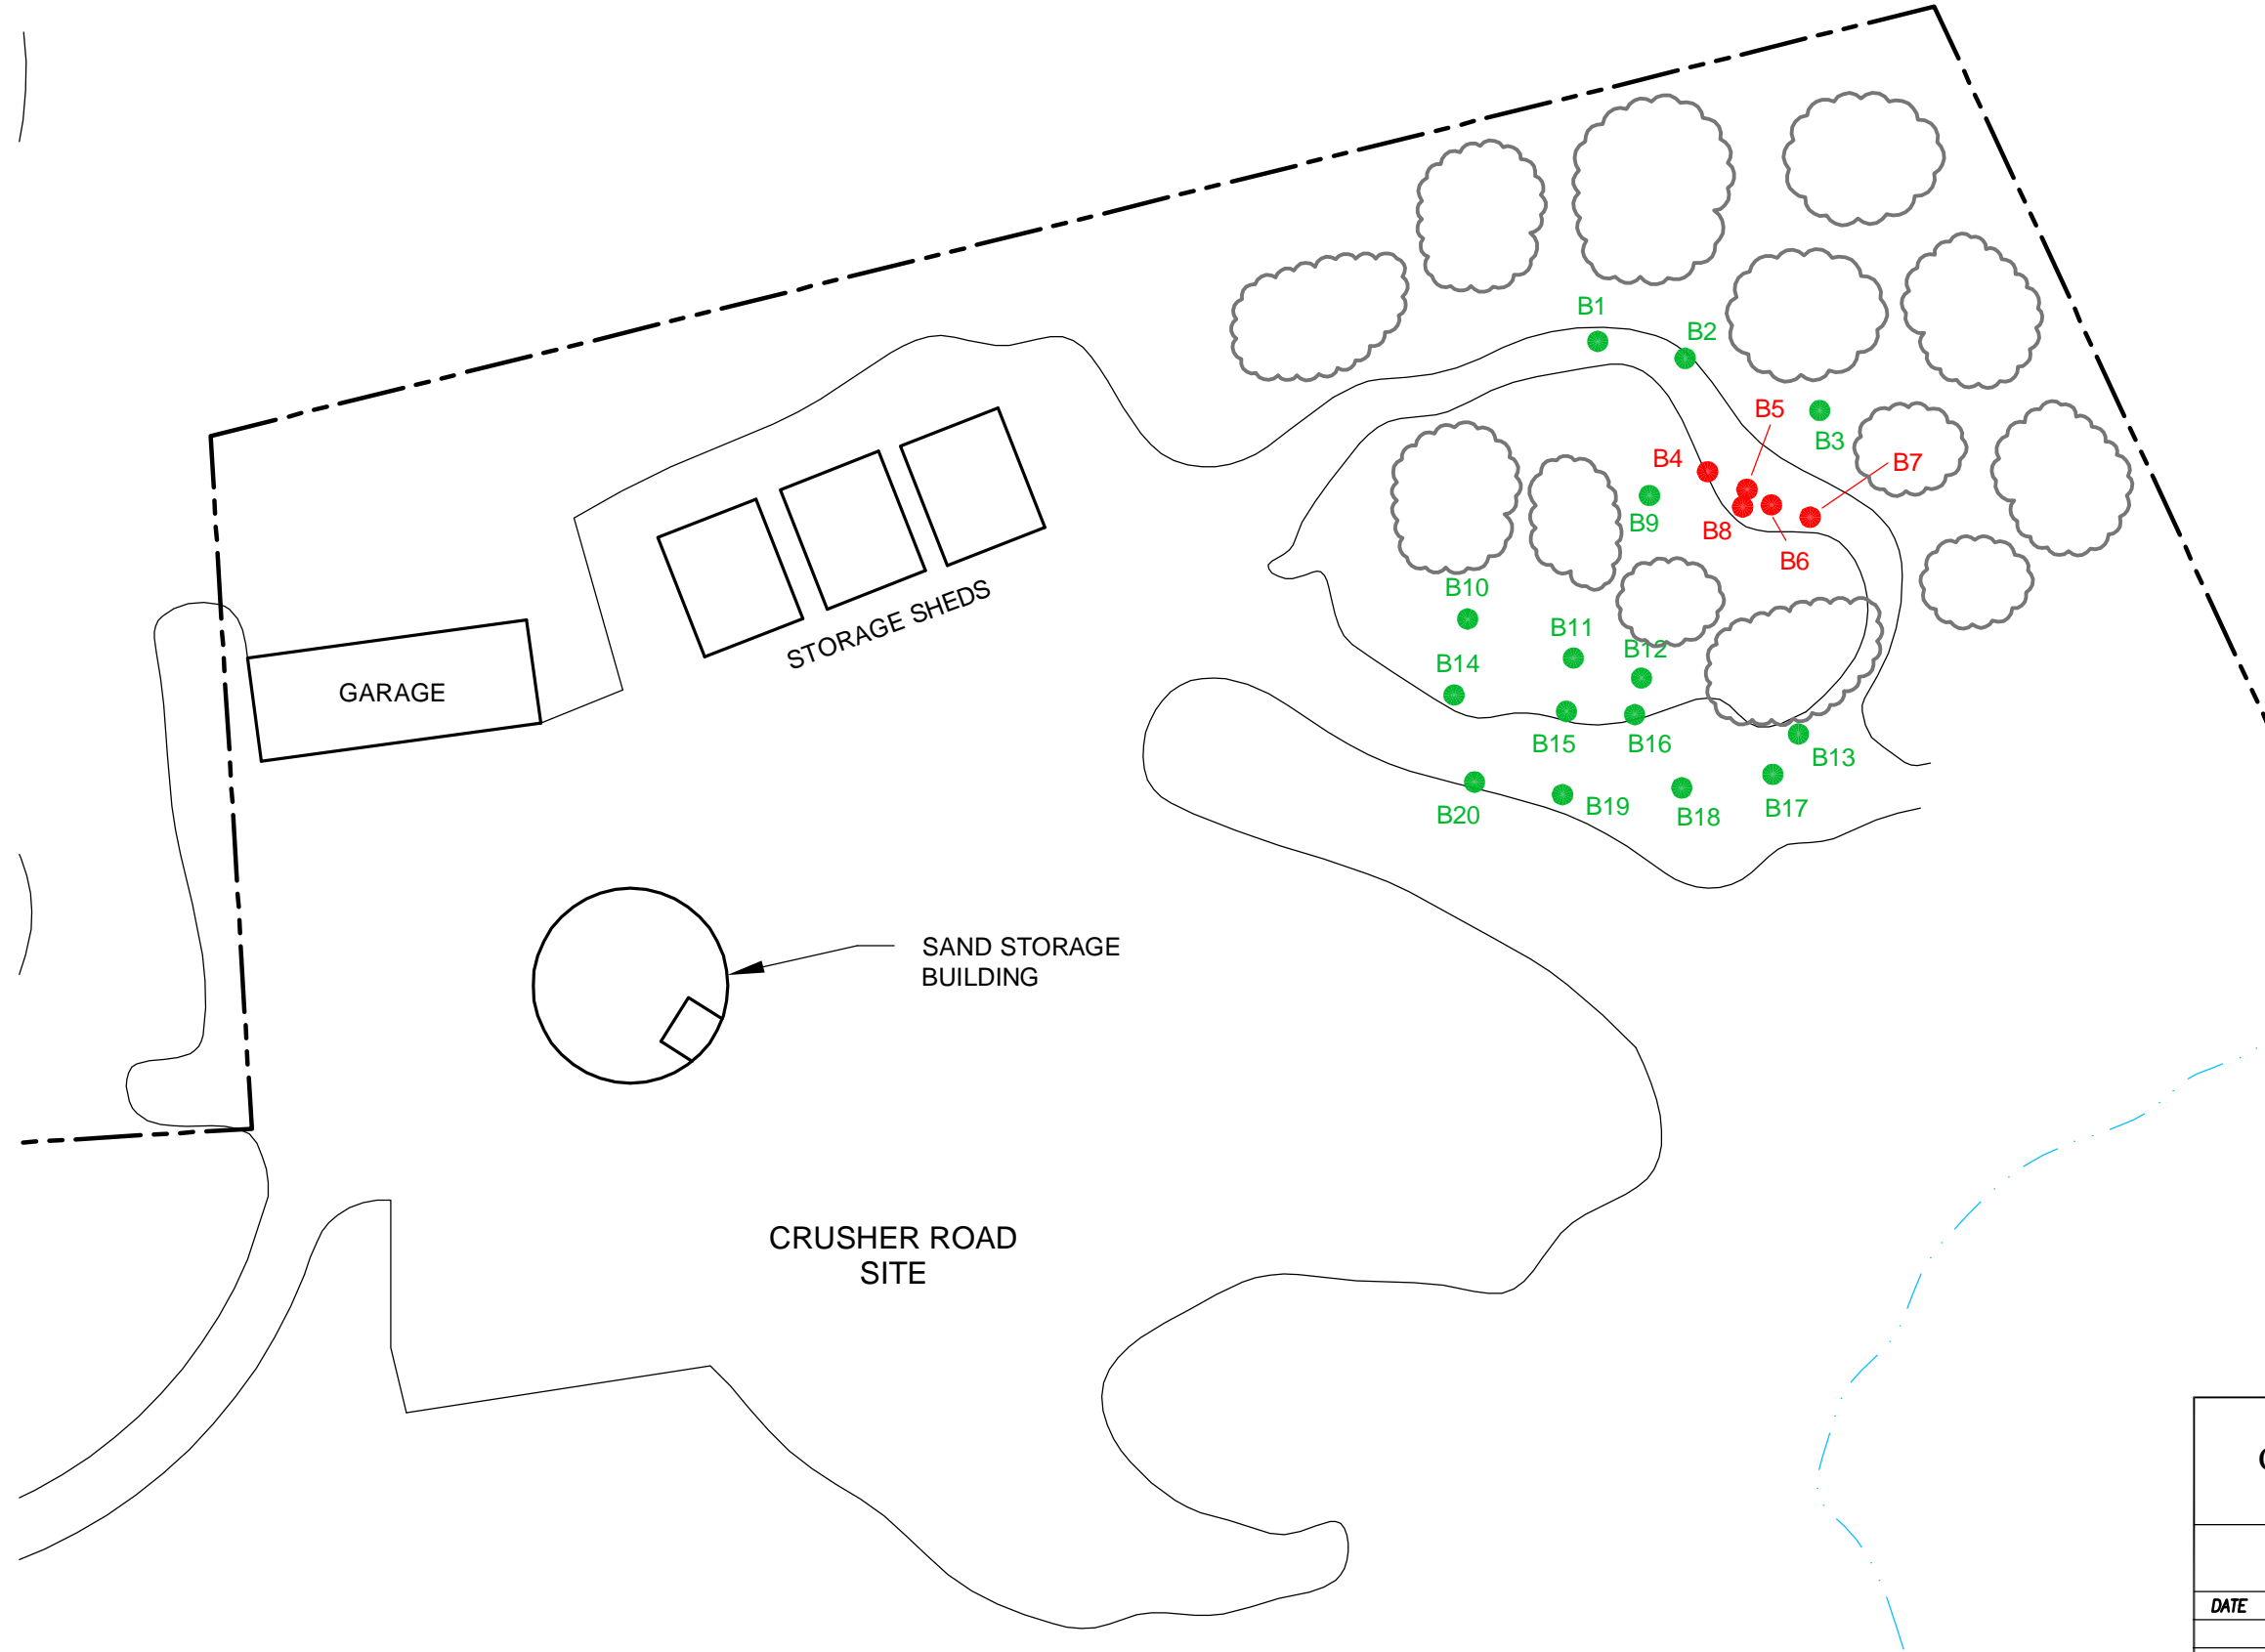 B1
B2
B5
B3
B4
B7
B9
B8
B6
B10
B11
B12
B14
B15
B16
B13
B20
B19
B18
B17
STORAGE SHEDS
GARAGE
SAND STORAGE
BUILDING
CRUSHER ROAD
SITE
DATE